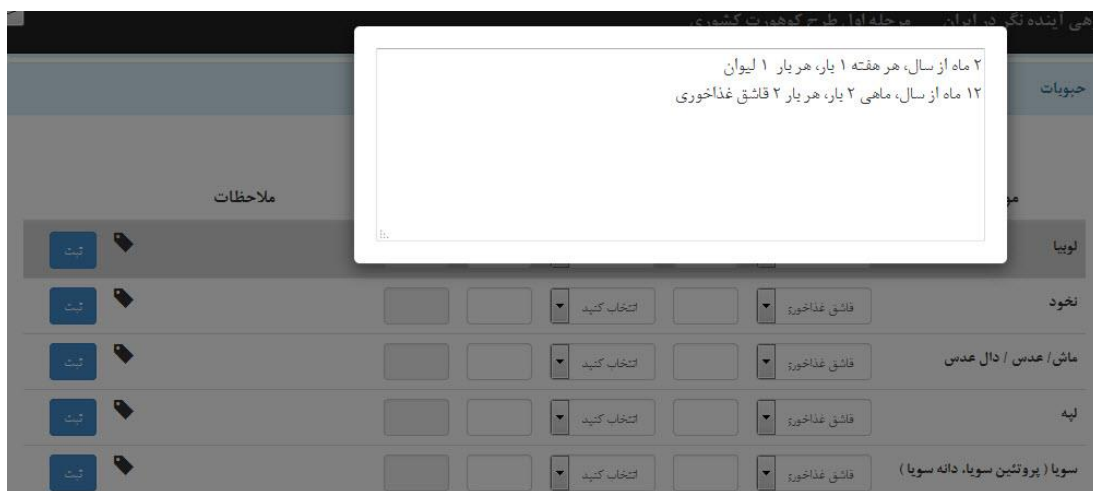 هی آینده نگر در ایران مرحله اول طرح کوهورت کشوری
۲ ماه از سال، هر هفته ۱ بار، هر بار ۱ لیوان
۱۲ ماه از سال، ماهی ۲ بار، هر بار ۲ قاشق غذاخوری
حبوبات
مو ملاحظات
لوبیا ثبت
نخود قاشق غذاخوری انتخاب کنید ثبت
ماش/ عدس / دال عدس قاشق غذاخوری انتخاب کنید ثبت
لپه قاشق غذاخوری انتخاب کنید ثبت
سویا ( پروتئین سویا، دانه سویا ) قاشق غذاخوری انتخاب کنید ثبت